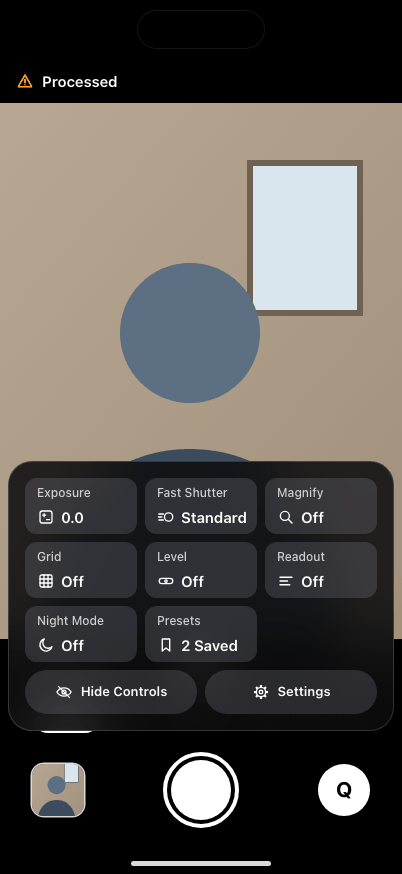 Processed
Exposure
0.0
Fast Shutter
Standard
Magnify
Off
Grid
Off
Level
Off
Readout
Off
Night Mode
Off
Presets
2 Saved
Hide Controls
Settings
Q